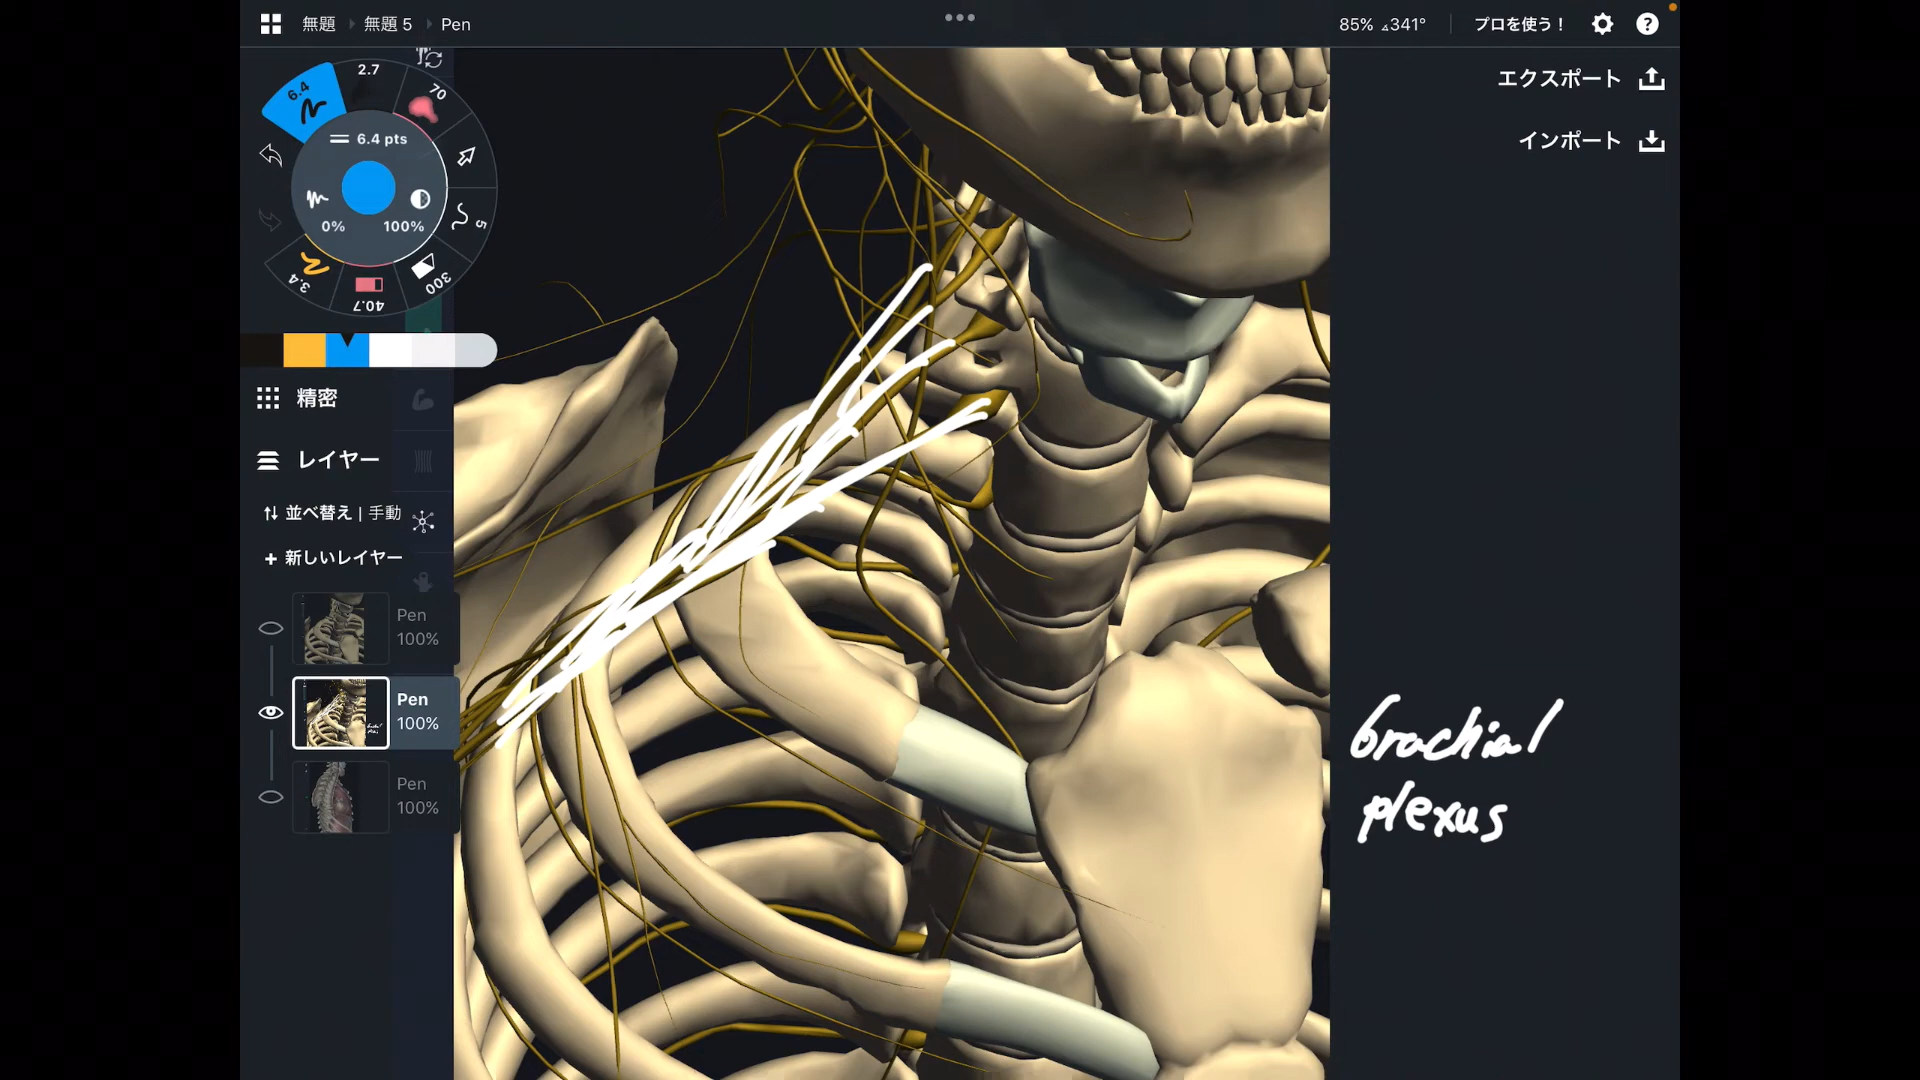 無題 無題 5 Pen
85% ⊿341°
プロを使う！
エクスポート
インポート
2.7
6.4
70
6.4 pts
0%
100%
5
300
40.7
3.4
精密
レイヤー
並べ替え | 手動
+ 新しいレイヤー
Pen
100%
Pen
100%
Pen
100%
brachial
plexus